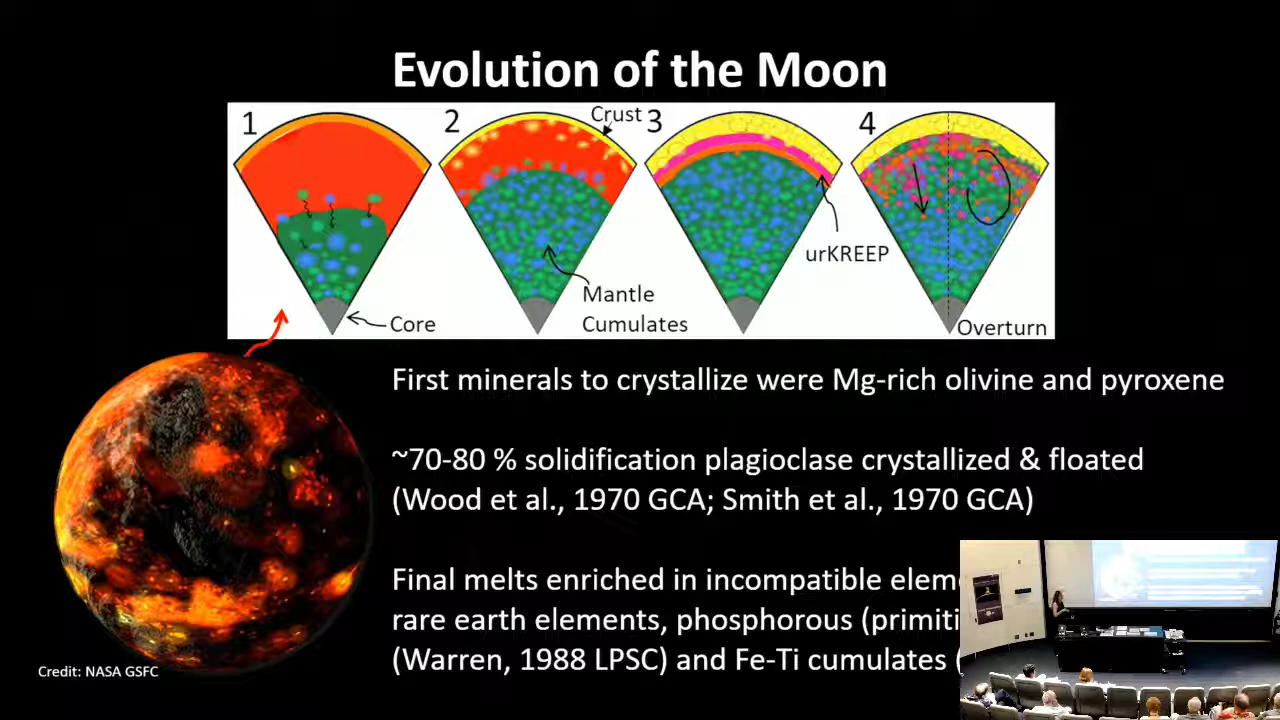 Evolution of the Moon
1
2
Crust
3
4
urKREEP
Mantle
Cumulates
Core
Overturn
First minerals to crystallize were Mg-rich olivine and pyroxene
~70-80 % solidification plagioclase crystallized & floated
(Wood et al., 1970 GCA; Smith et al., 1970 GCA)
Final melts enriched in incompatible elem
rare earth elements, phosphorous (primiti
(Warren, 1988 LPSC) and Fe-Ti cumulates (
Credit: NASA GSFC